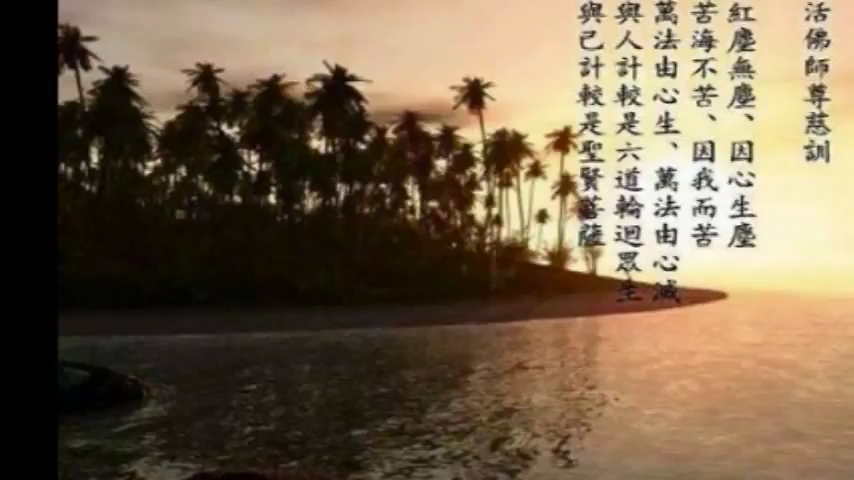 活佛師尊慈訓
紅塵無塵、因心生塵
苦海不苦、因我而苦
萬法由心生、萬法由心滅
與人計較是六道輪迴眾生
與己計較是聖賢菩薩